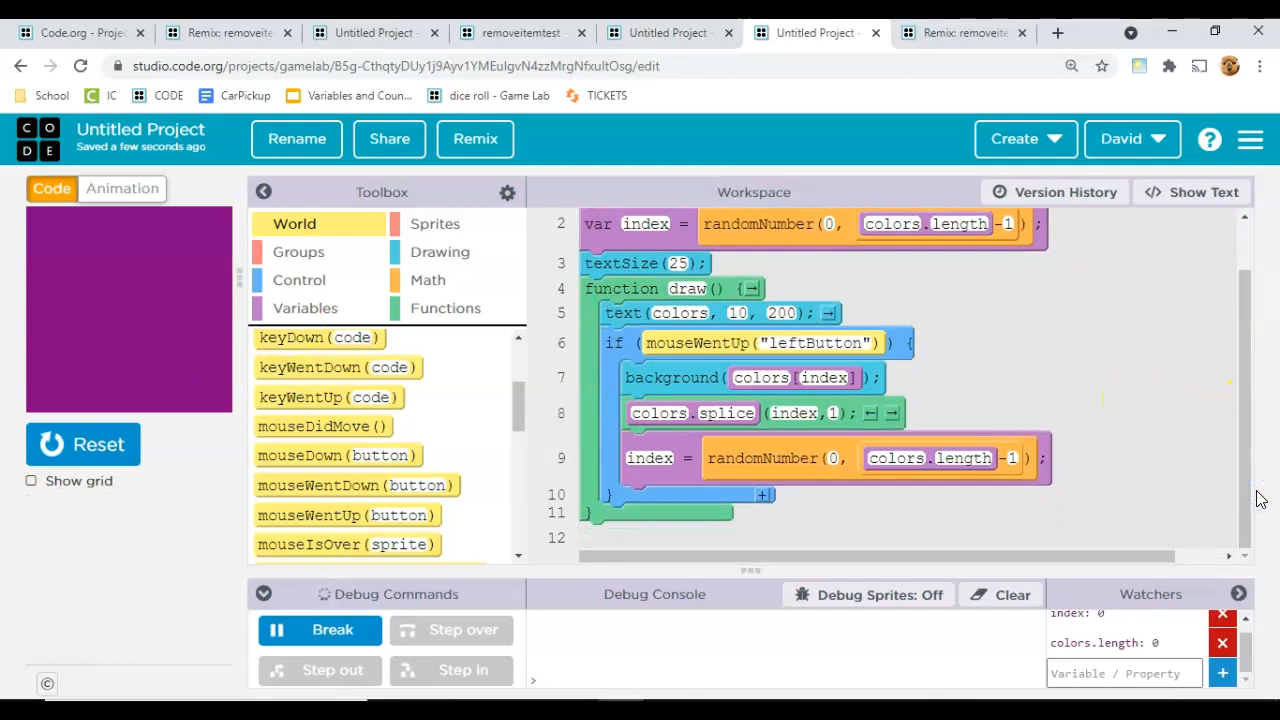 Code.org - Proje
Remix: removeite
Untitled Project -
removeitemtest
Untitled Project -
Untitled Project -
Remix: removeite
studio.code.org/projects/gamelab/B5g-CthqtyDUy1j9Ayv1YMEulgvN4zzMrgNfxultOsg/edit
School
IC
CODE
CarPickup
Variables and Coun...
dice roll - Game Lab
TICKETS
C O
D E
Untitled Project
Saved a few seconds ago
Rename
Share
Remix
Create
David
?
Code
Animation
Toolbox
Workspace
Version History
</> Show Text
World
Sprites
Groups
Drawing
Control
Math
Variables
Functions
keyDown(code)
keyWentDown(code)
keyWentUp(code)
mouseDidMove()
mouseDown(button)
mouseWentDown(button)
mouseWentUp(button)
mouseIsOver(sprite)
2 var index = randomNumber(0, colors.length-1);
3 textSize(25);
4 function draw() {
5 text(colors, 10, 200);
6 if (mouseWentUp("leftButton")) {
7 background(colors[index]);
8 colors.splice(index,1);
9 index = randomNumber(0, colors.length-1);
10 }
11 }
12
Reset
Show grid
Debug Commands
Debug Console
Debug Sprites: Off
Clear
Watchers
Break
Step over
Step out
Step in
index: 0
colors.length: 0
Variable / Property
>
©